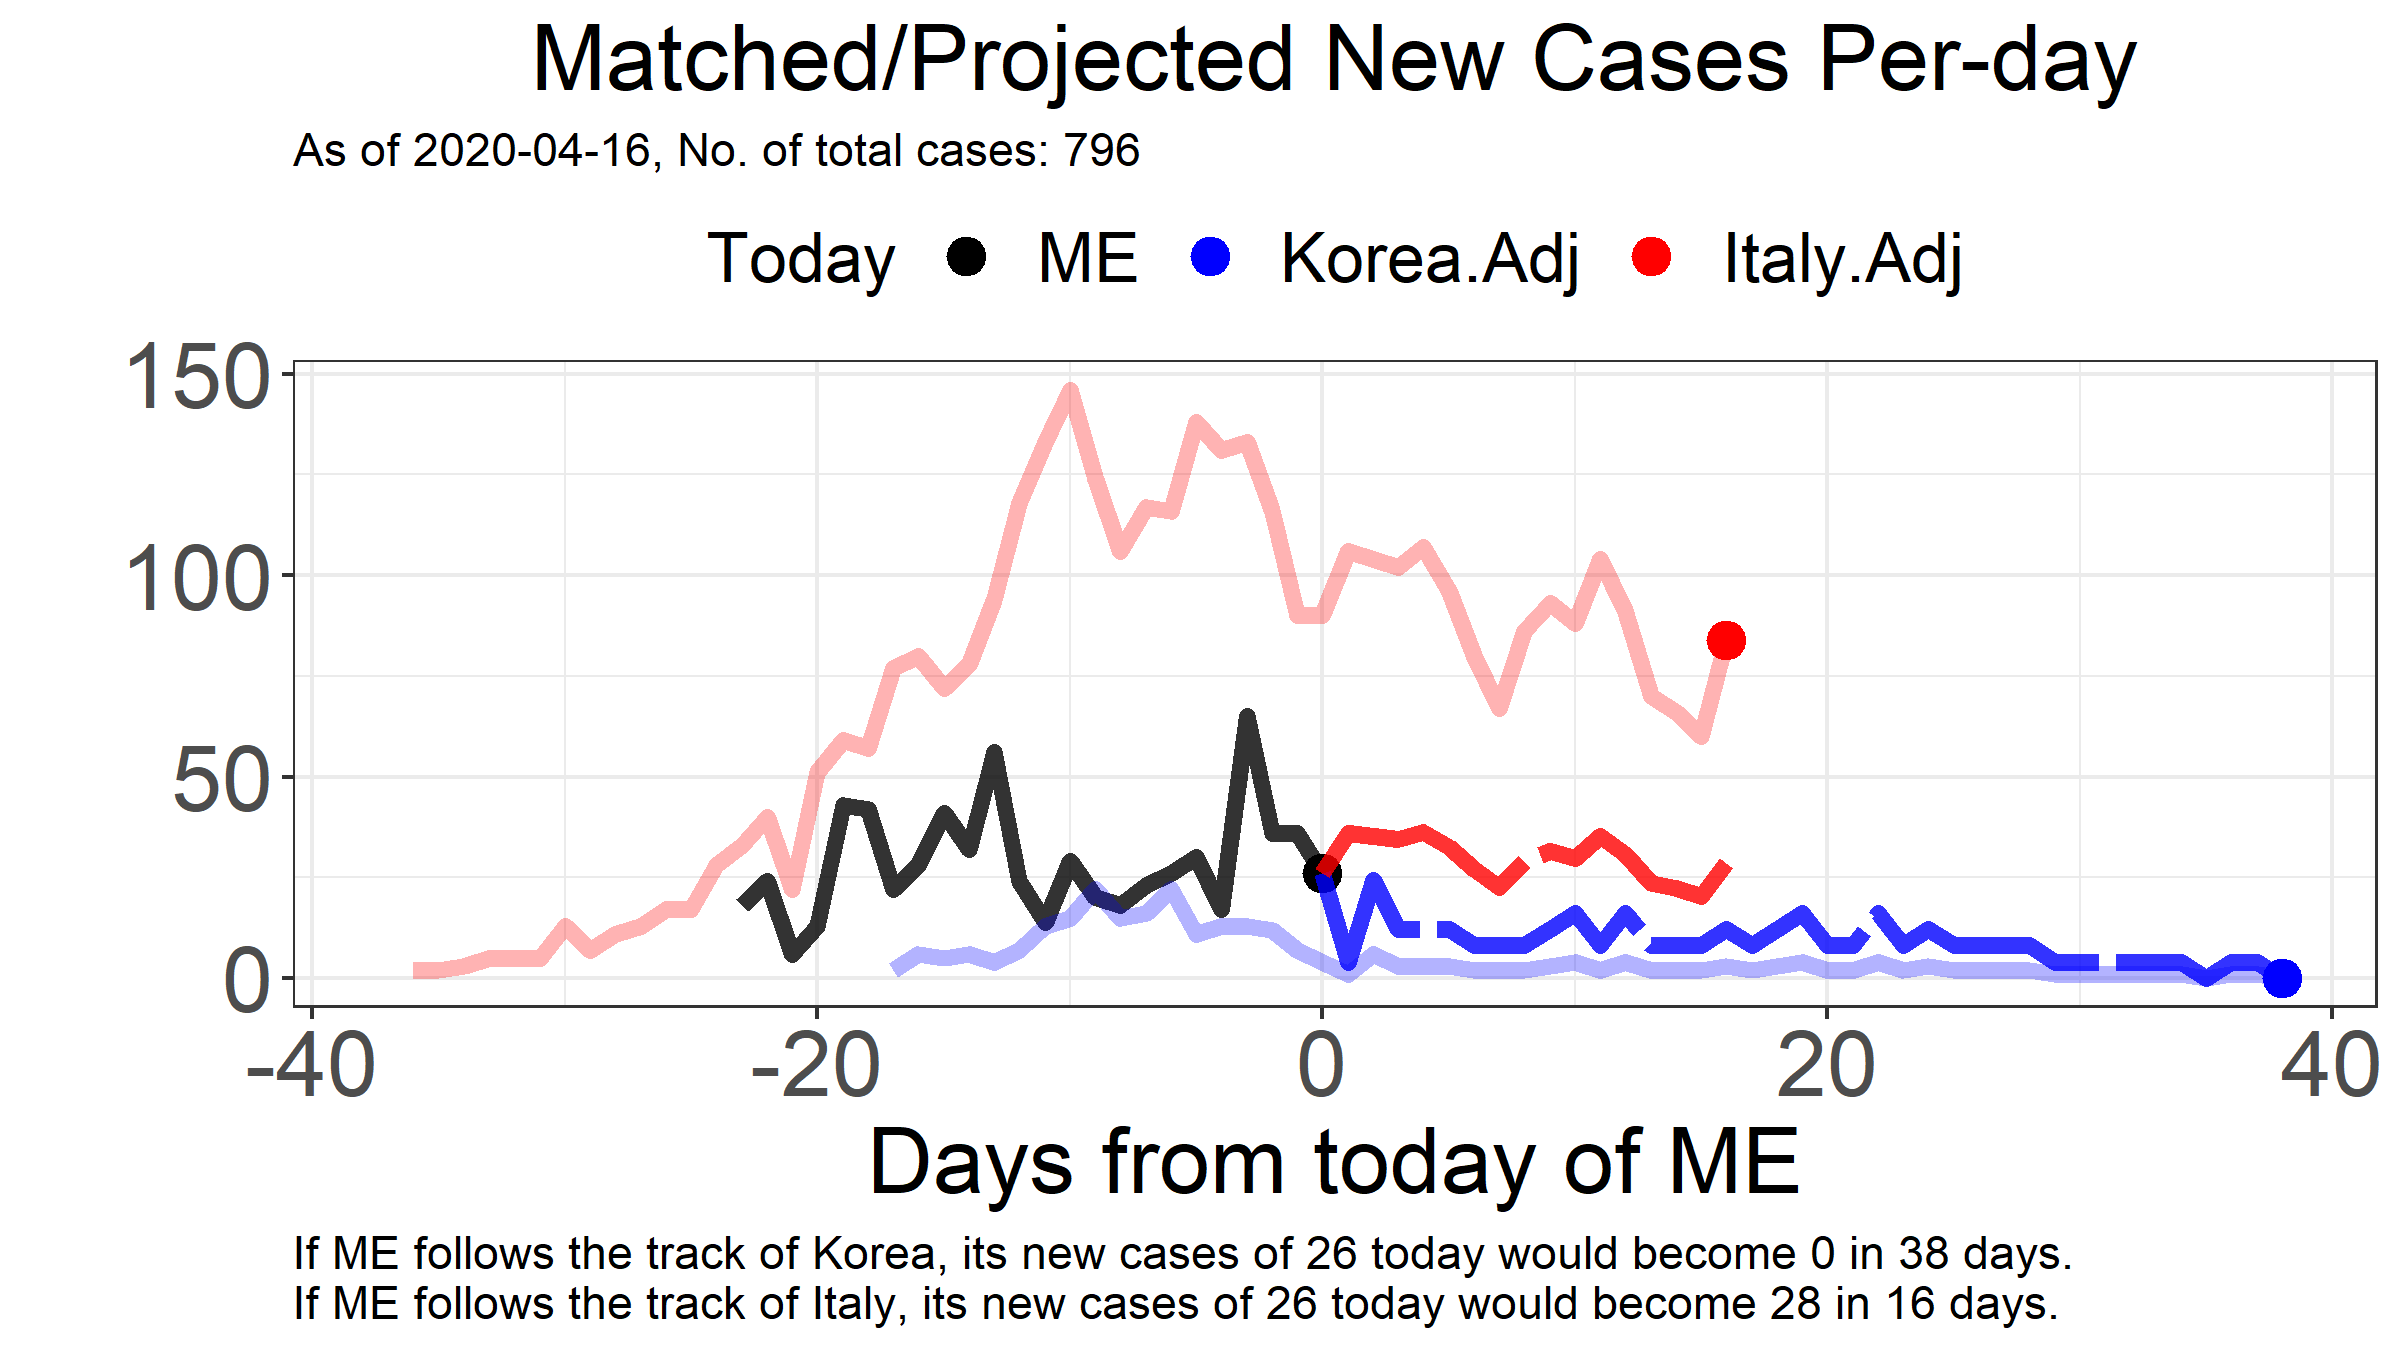 Matched/Projected New Cases Per-day
As of 2020-04-16, No. of total cases: 796
Today ME Korea.Adj Italy.Adj
150
100
50
0
-40 -20 0 20 40
Days from today of ME
If ME follows the track of Korea, its new cases of 26 today would become 0 in 38 days.
If ME follows the track of Italy, its new cases of 26 today would become 28 in 16 days.